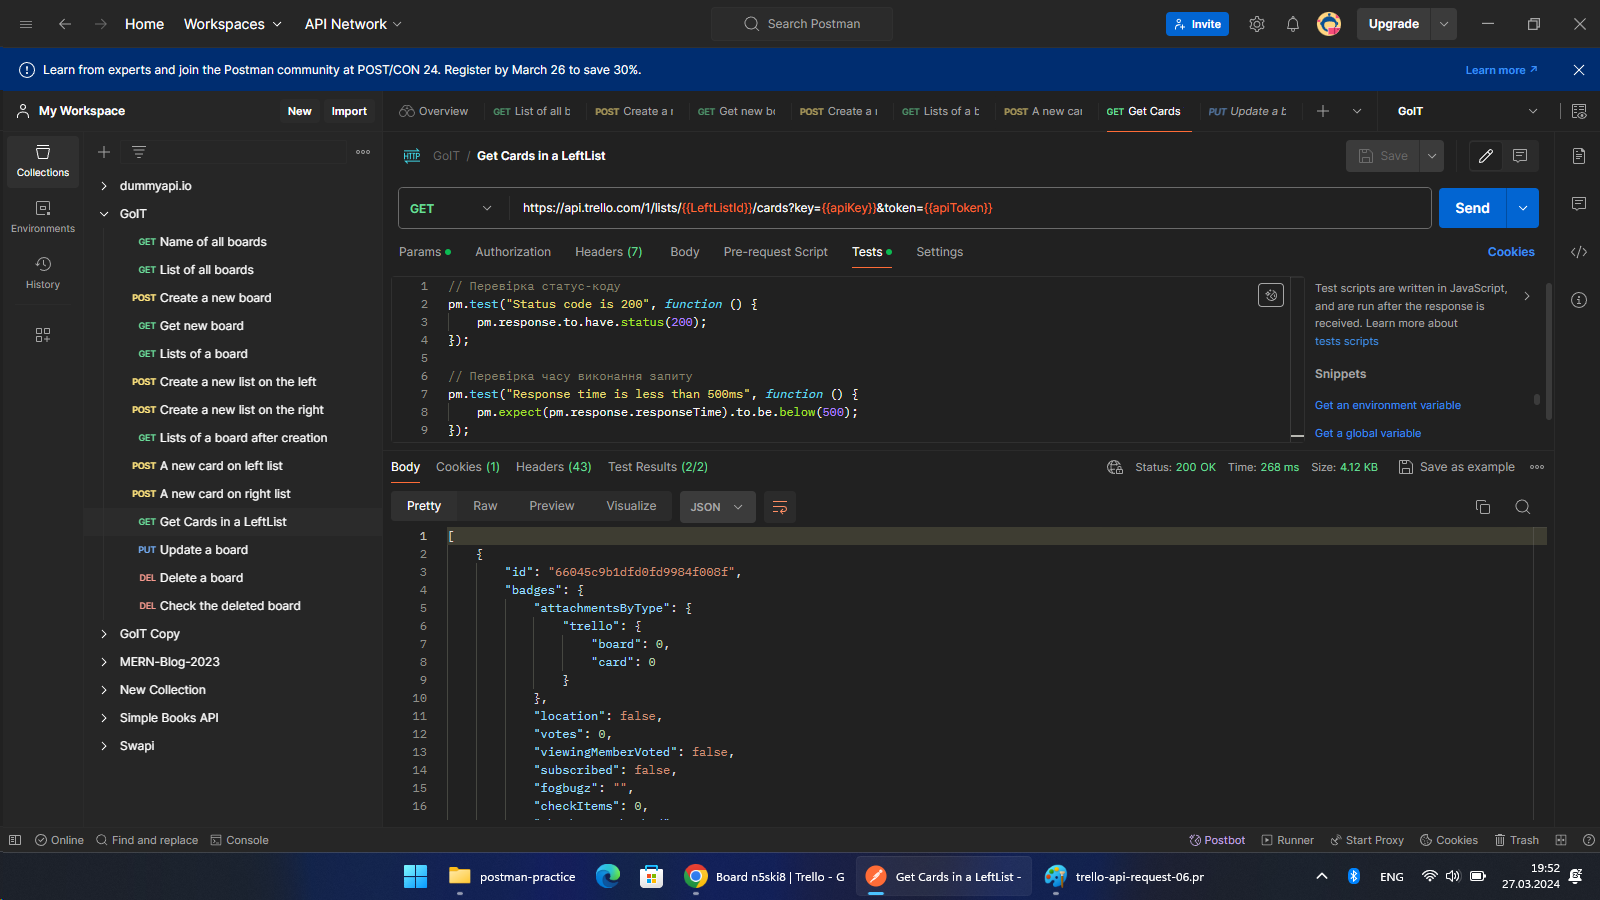 Home
Workspaces
API Network
Search Postman
Invite
Upgrade
Learn from experts and join the Postman community at POST/CON 24. Register by March 26 to save 30%.
Learn more
My Workspace
New
Import
Overview
GET List of all b
POST Create a r
GET Get new bo
POST Create a r
GET Lists of a b
POST A new car
GET Get Cards
PUT Update a b
GoIT
Collections
Environments
History
dummyapi.io
GoIT
GET Name of all boards
GET List of all boards
POST Create a new board
GET Get new board
GET Lists of a board
POST Create a new list on the left
POST Create a new list on the right
GET Lists of a board after creation
POST A new card on left list
POST A new card on right list
GET Get Cards in a LeftList
PUT Update a board
DEL Delete a board
DEL Check the deleted board
GoIT Copy
MERN-Blog-2023
New Collection
Simple Books API
Swapi
HTTP GoIT / Get Cards in a LeftList
Save
GET
https://api.trello.com/1/lists/{{LeftListId}}/cards?key={{apiKey}}&token={{apiToken}}
Send
Params
Authorization
Headers (7)
Body
Pre-request Script
Tests
Settings
Cookies
1 // Перевірка статус-коду
2 pm.test("Status code is 200", function () {
3 pm.response.to.have.status(200);
4 });
5
6 // Перевірка часу виконання запиту
7 pm.test("Response time is less than 500ms", function () {
8 pm.expect(pm.response.responseTime).to.be.below(500);
9 });
Test scripts are written in JavaScript,
and are run after the response is
received. Learn more about
tests scripts
Snippets
Get an environment variable
Get a global variable
Body
Cookies (1)
Headers (43)
Test Results (2/2)
Status: 200 OK
Time: 268 ms
Size: 4.12 KB
Save as example
Pretty
Raw
Preview
Visualize
JSON
1 [
2 {
3 "id": "66045c9b1dfd0fd9984f008f",
4 "badges": {
5 "attachmentsByType": {
6 "trello": {
7 "board": 0,
8 "card": 0
9 }
10 },
11 "location": false,
12 "votes": 0,
13 "viewingMemberVoted": false,
14 "subscribed": false,
15 "fogbugz": "",
16 "checkItems": 0,
Online
Find and replace
Console
Postbot
Runner
Start Proxy
Cookies
Trash
postman-practice
Board n5ski8 | Trello - G
Get Cards in a LeftList -
trello-api-request-06.pr
ENG
19:52
27.03.2024